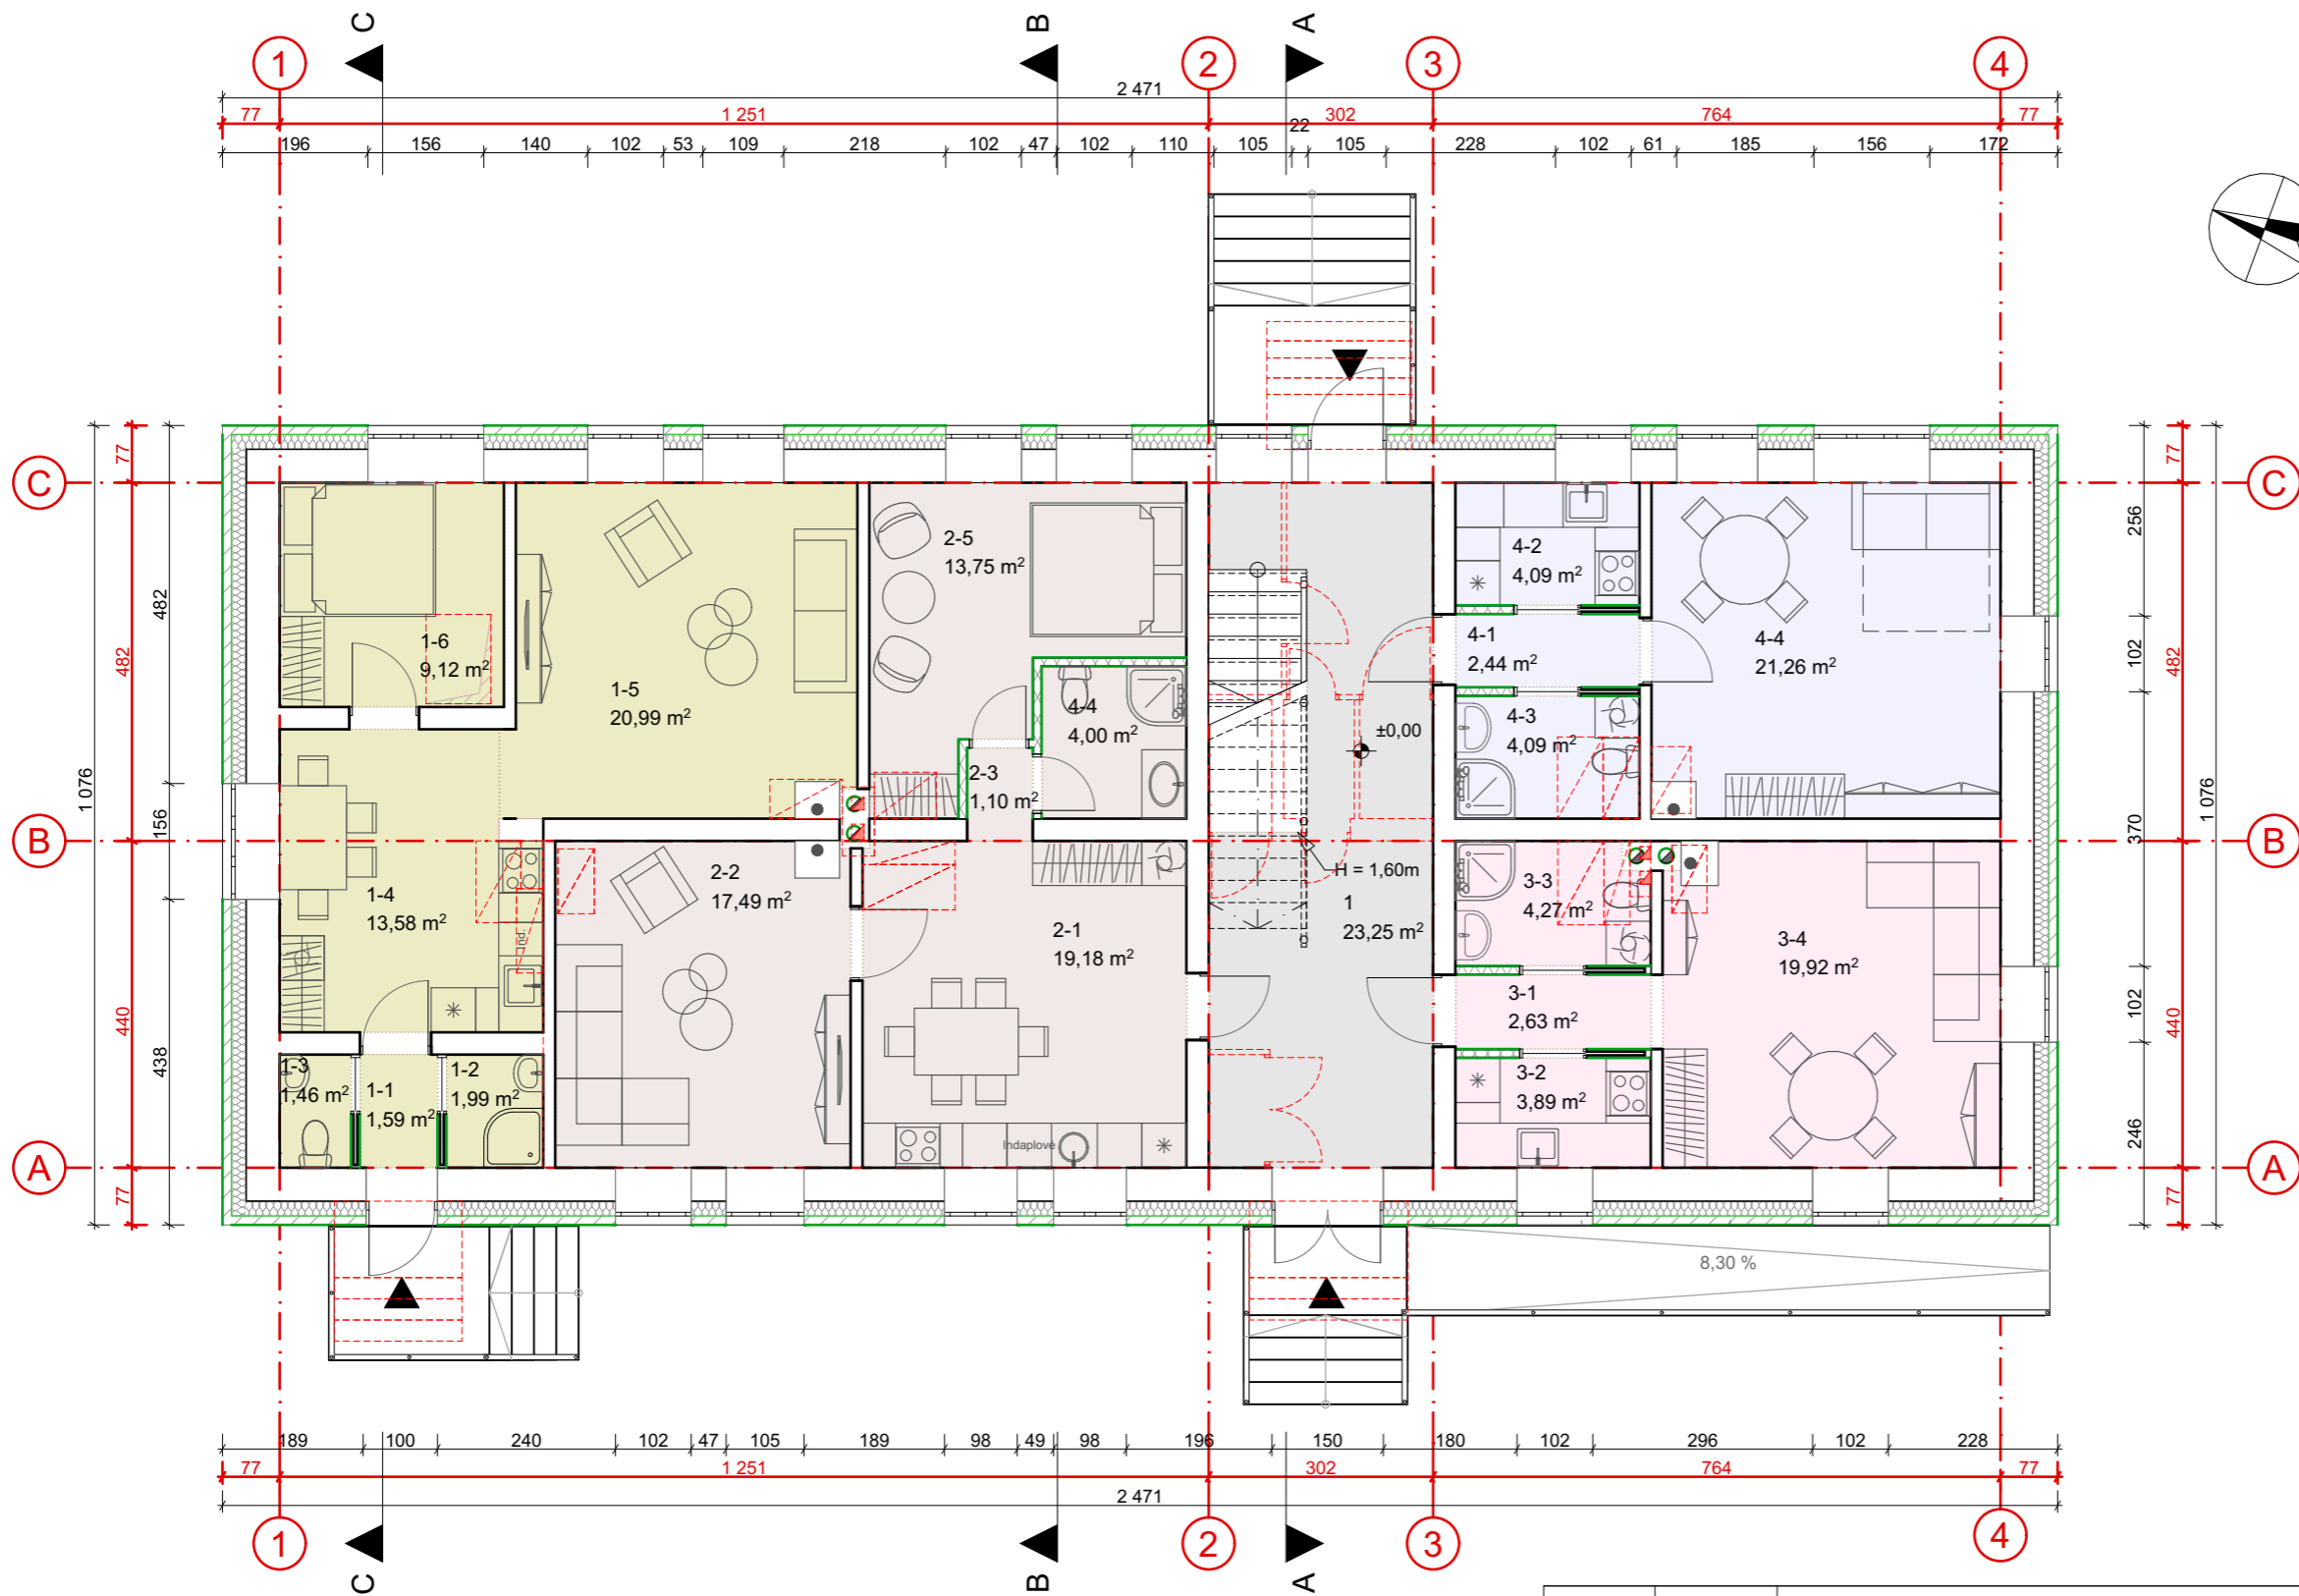 C B A
1 2 3 4
2 471
77 1 251 302 764 77
22
196 156 140 102 53 109 218 102 47 102 110 105 105 228 102 61 185 156 172
C C
77 77
482 482 256
102
482
370
156
1 076 1 076
B B
440 438 102
440
246
A A
77 77
1-6
9,12 m²
1-5
20,99 m²
2-5
13,75 m²
4-4
4,00 m²
2-3
1,10 m²
4-2
4,09 m²
4-1
2,44 m²
4-3
4,09 m²
4-4
21,26 m²
±0,00
H = 1,60m
1
23,25 m²
1-4
13,58 m²
2-2
17,49 m²
2-1
19,18 m²
3-3
4,27 m²
3-4
19,92 m²
3-1
2,63 m²
3-2
3,89 m²
1-3
1,46 m²
1-1
1,59 m²
1-2
1,99 m²
Indaplovė
8,30 %
189 100 240 102 47 105 189 98 49 98 196 150 180 102 296 102 228
77 1 251 302 764 77
2 471
1 2 3 4
C B A